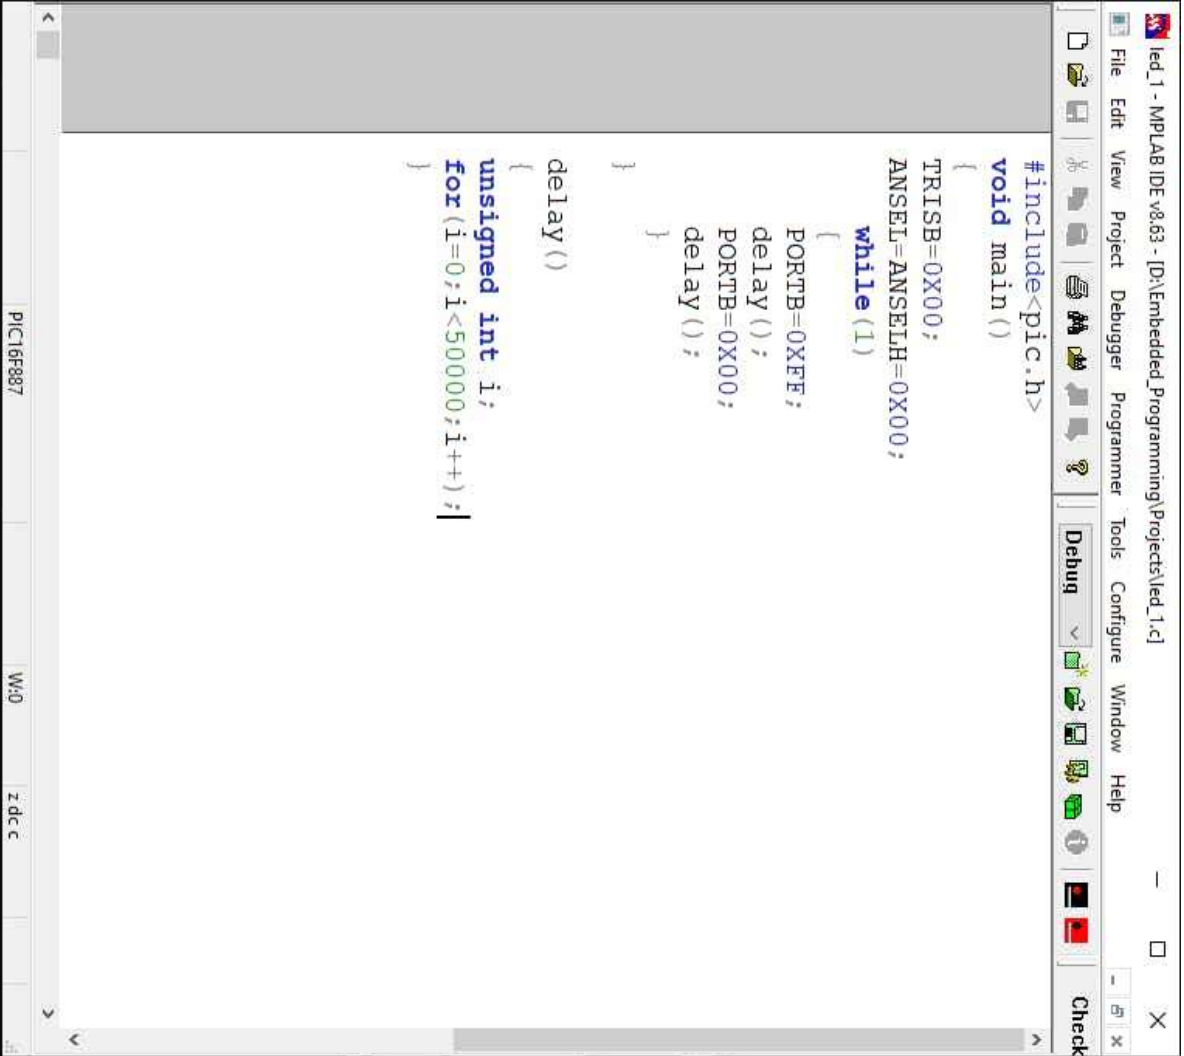 led_1 - MPLAB IDE v8.63 - [D:\Embedded_Programming\Projects\led_1.c]
File Edit View Project Debugger Programmer Tools Configure Window Help
Debug Check
#include<pic.h>
void main()
{
TRISB=0X00;
ANSEL=ANSELH=0X00;
while(1)
{
PORTB=0XFF;
delay();
PORTB=0X00;
delay();
}
}
delay()
{
unsigned int i;
for(i=0;i<50000;i++);
}
PIC16F887 W:0 z dc c